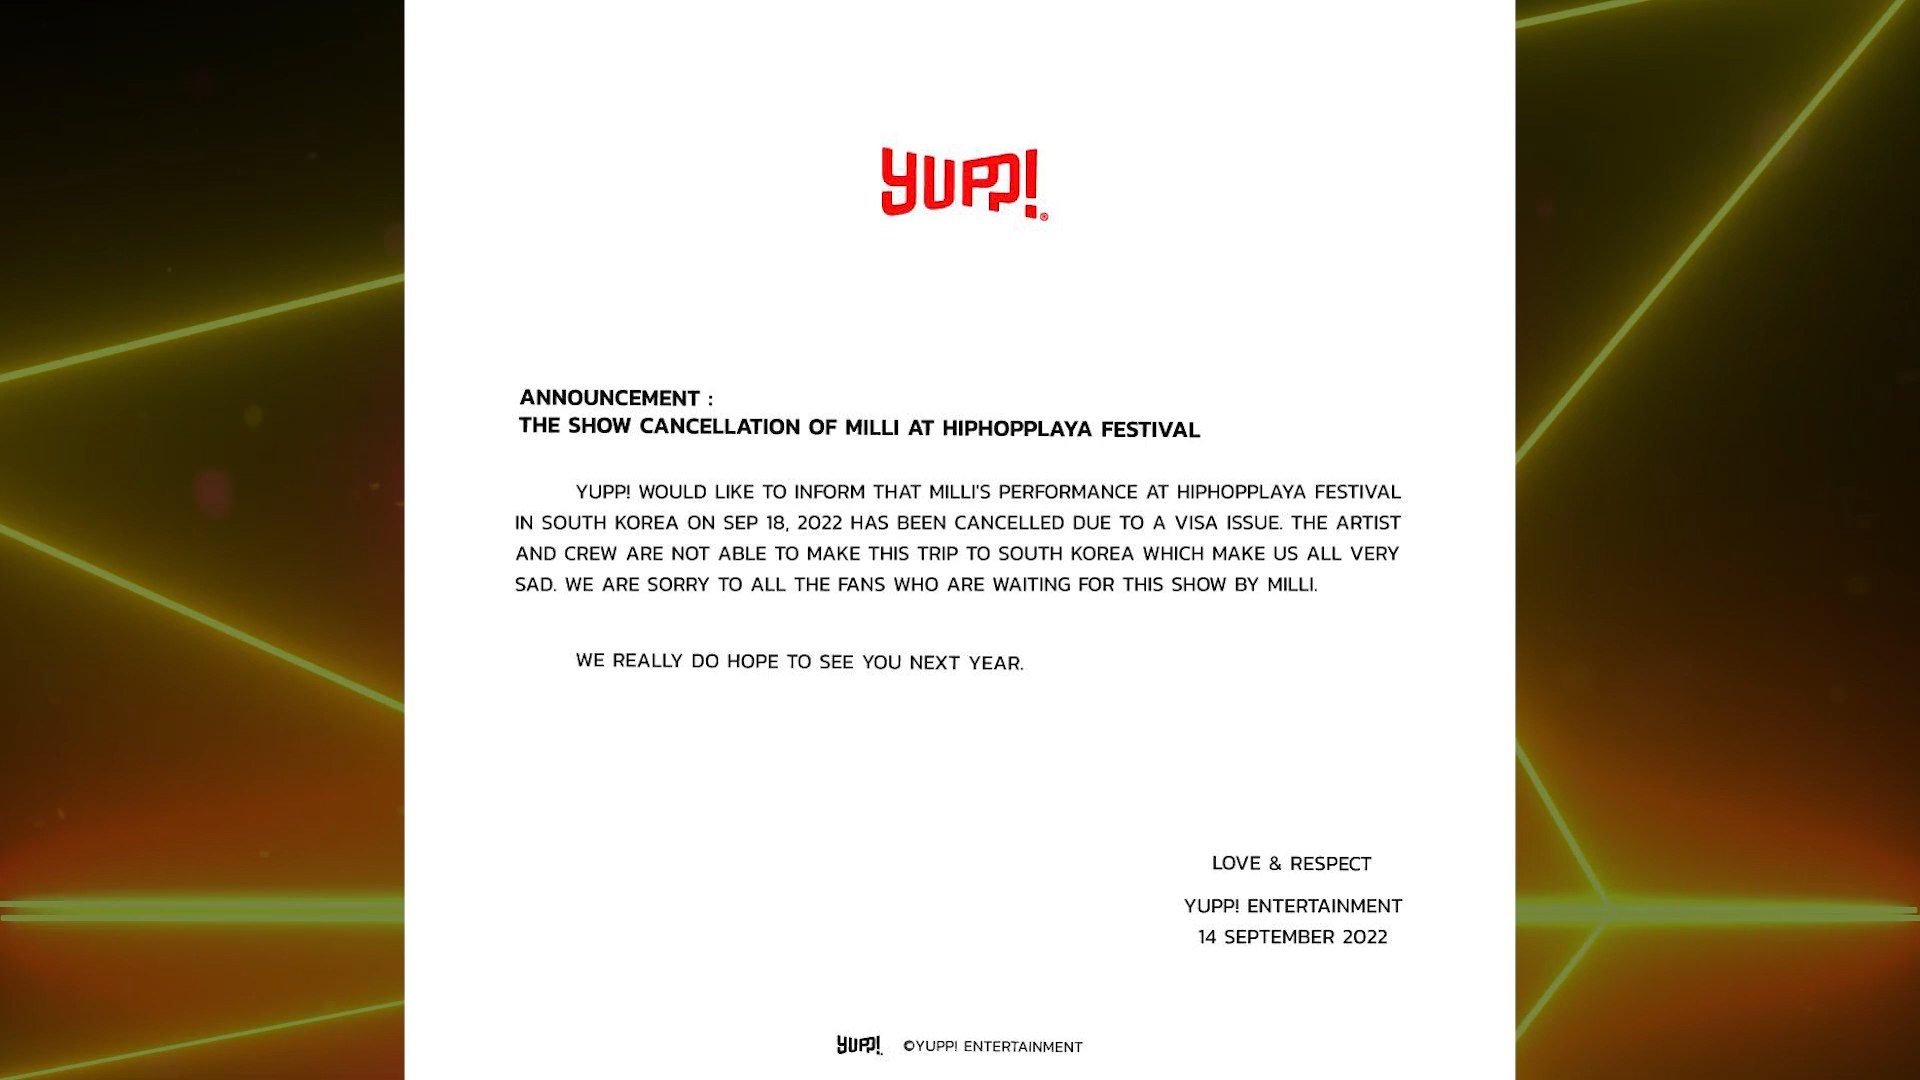 YUPP!®
ANNOUNCEMENT :
THE SHOW CANCELLATION OF MILLI AT HIPHOPPLAYA FESTIVAL
YUPP! WOULD LIKE TO INFORM THAT MILLI'S PERFORMANCE AT HIPHOPPLAYA FESTIVAL
IN SOUTH KOREA ON SEP 18, 2022 HAS BEEN CANCELLED DUE TO A VISA ISSUE. THE ARTIST
AND CREW ARE NOT ABLE TO MAKE THIS TRIP TO SOUTH KOREA WHICH MAKE US ALL VERY
SAD. WE ARE SORRY TO ALL THE FANS WHO ARE WAITING FOR THIS SHOW BY MILLI.
WE REALLY DO HOPE TO SEE YOU NEXT YEAR.
LOVE & RESPECT
YUPP! ENTERTAINMENT
14 SEPTEMBER 2022
YUPP! ©YUPP! ENTERTAINMENT